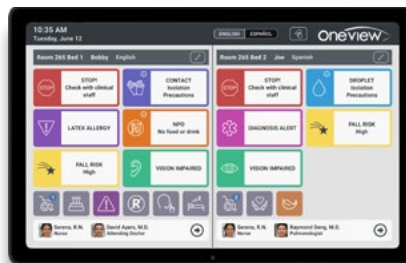 10:35 AM
Tuesday, June 12
ENGLISH
ESPAÑOL
ONEVIEW
Room 265 Bed 1 Bobby English
STOP!
Check with clinical
staff
CONTACT
Isolation
Precautions
LATEX ALLERGY
NPO
No food or drink
FALL RISK
High
VISION IMPAIRED
Serena, R.N.
Nurse
David Ayers, M.D.
Attending Doctor
Room 265 Bed 2 Joe Spanish
STOP!
Check with clinical
staff
DROPLET
Isolation
Precautions
DIAGNOSIS ALERT
FALL RISK
High
VISION IMPAIRED
Serena, R.N.
Nurse
Raymond Deng, M.D.
Pulmonologist